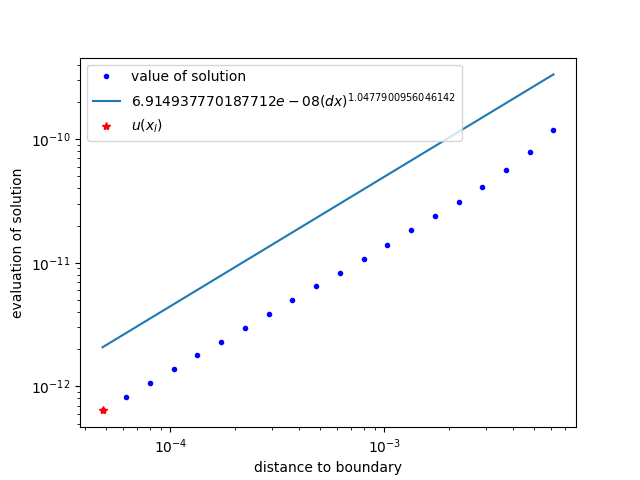 value of solution
6.914937770187712e − 08(dx)^1.0477900956046142
u(x_l)
10^−10
10^−11
10^−12
evaluation of solution
10^−4
10^−3
distance to boundary